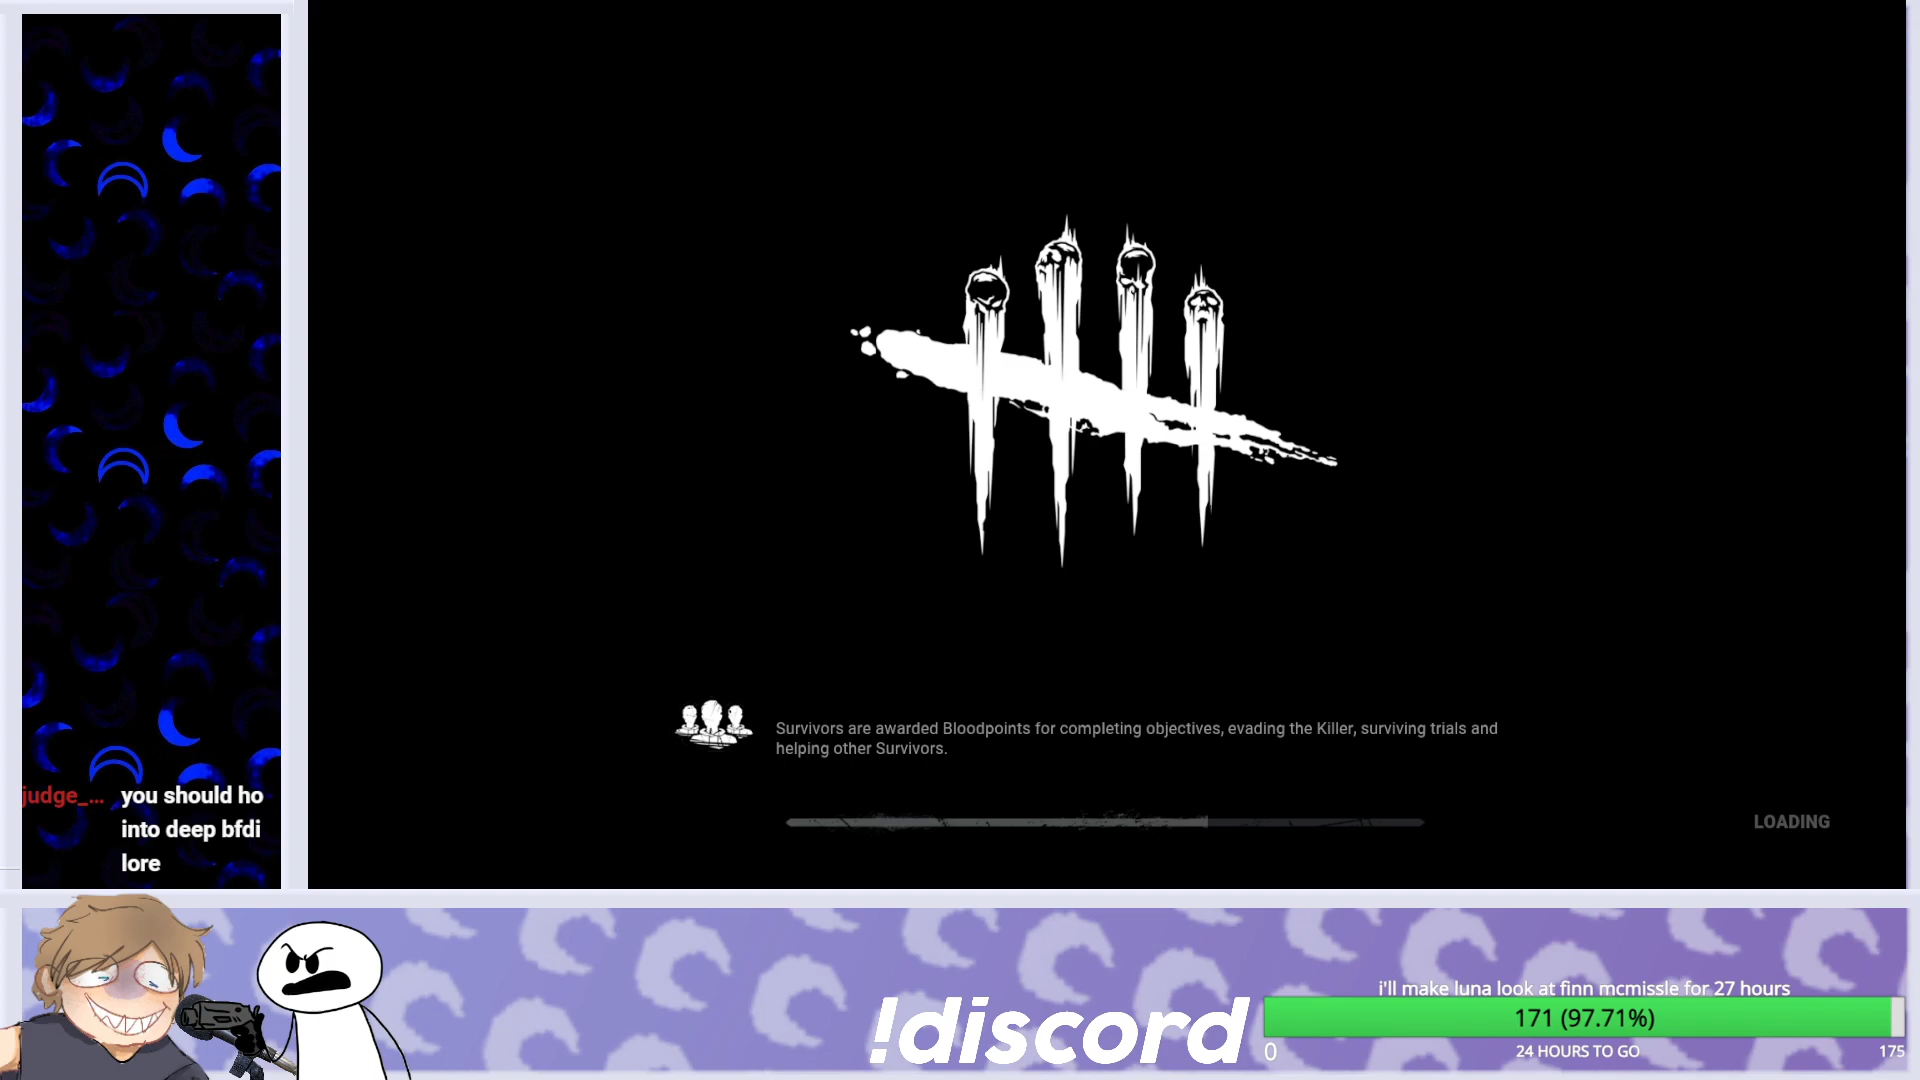 Survivors are awarded Bloodpoints for completing objectives, evading the Killer, surviving trials and
helping other Survivors.
LOADING
judge_... you should ho
into deep bfdi
lore
!discord
i'll make luna look at finn mcmissle for 27 hours
171 (97.71%)
0 24 HOURS TO GO 175